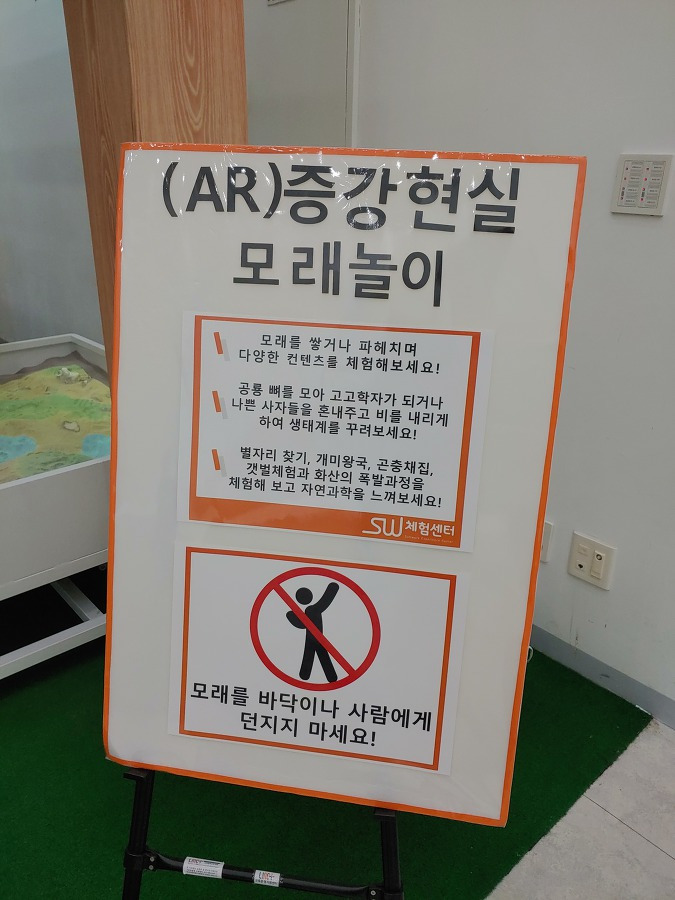 (AR)증강현실
모래놀이
모래를 쌓거나 파헤치며
다양한 컨텐츠를 체험해보세요!
공룡 뼈를 모아 고고학자가 되거나
나쁜 사자들을 혼내주고 비를 내리게
하여 생태계를 꾸려보세요!
별자리 찾기, 개미왕국, 곤충채집,
갯벌체험과 화산의 폭발과정을
체험해 보고 자연과학을 느껴보세요!
SW체험센터
모래를 바닥이나 사람에게
던지지 마세요!